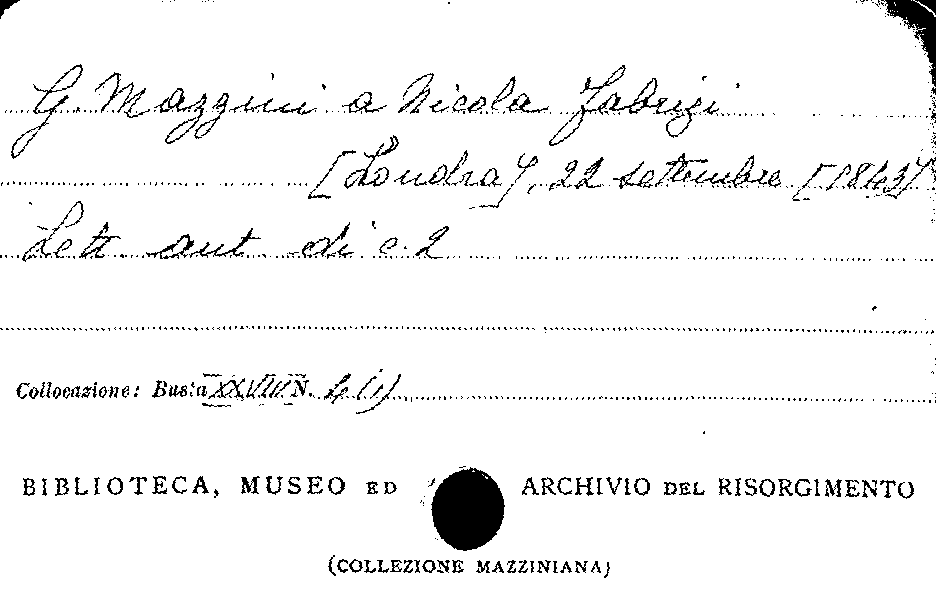 G. Mazzini a Nicola Fabrizi
[Londra], 22 settembre [1843]
Lett. aut. di c. 2
Collocazione: Busta XXVIII N. 4(1)
BIBLIOTECA, MUSEO ED ARCHIVIO DEL RISORGIMENTO
(COLLEZIONE MAZZINIANA)